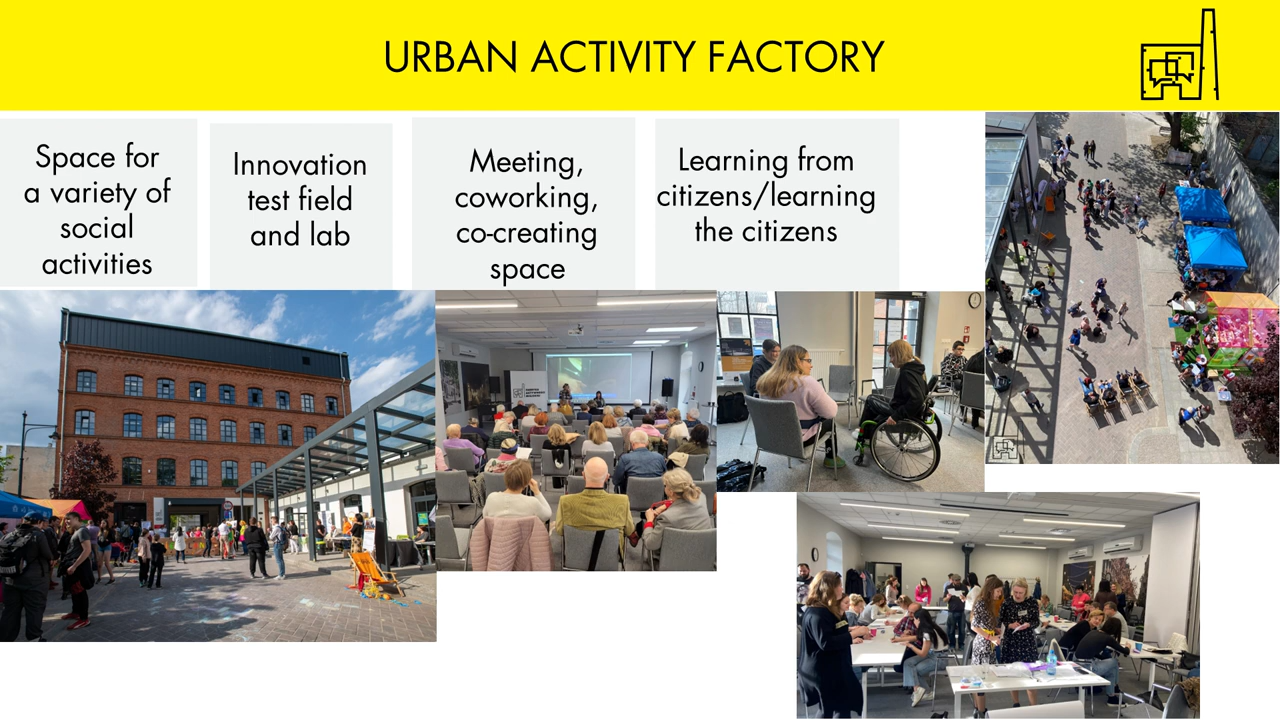 URBAN ACTIVITY FACTORY
Space for
a variety of
social
activities
Innovation
test field
and lab
Meeting,
coworking,
co-creating
space
Learning from
citizens/learning
the citizens